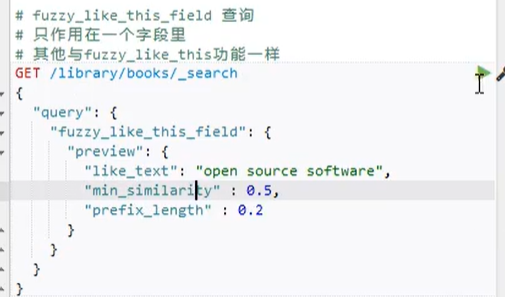 # fuzzy_like_this_field 查询
# 只作用在一个字段里
# 其他与fuzzy_like_this功能一样
GET /library/books/_search
{
  "query": {
    "fuzzy_like_this_field": {
      "preview": {
        "like_text": "open source software",
        "min_similarity" : 0.5,
        "prefix_length" : 0.2
      }
    }
  }
}